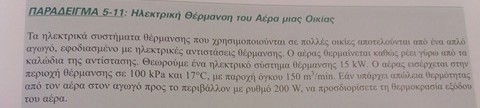 ΠΑΡΑΔΕΙΓΜΑ 5-11: Ηλεκτρική Θέρμανση του Αέρα μιας Οικίας
Τα ηλεκτρικά συστήματα θέρμανσης που χρησιμοποιούνται σε πολλές οικίες αποτελούνται από ένα απλό
αγωγό, εφοδιασμένο με ηλεκτρικές αντιστάσεις θέρμανσης. Ο αέρας θερμαίνεται καθώς ρέει γύρω από τα
καλώδια της αντίστασης. Θεωρούμε ένα ηλεκτρικό σύστημα θέρμανσης 15 kW. Ο αέρας εισέρχεται στην
περιοχή θέρμανσης σε 100 kPa και 17°C, με παροχή όγκου 150 m³/min. Εάν υπάρχει απώλεια θερμότητας
από τον αέρα στον αγωγό προς το περιβάλλον με ρυθμό 200 W, να προσδιορίσετε τη θερμοκρασία εξόδου
του αέρα.